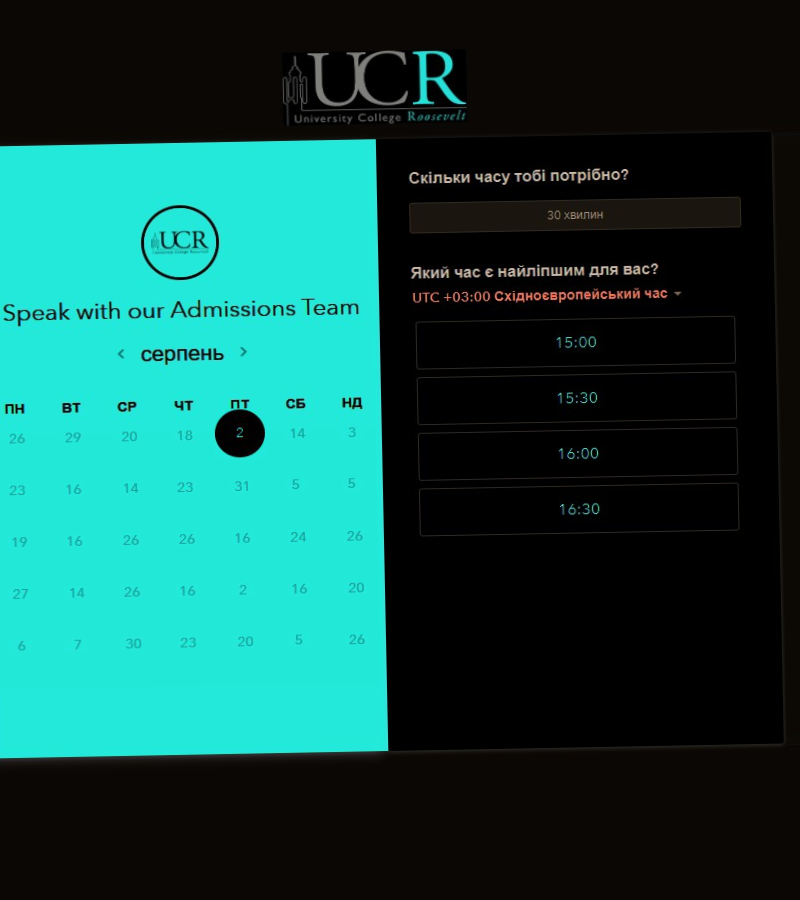 UCR
University College Roosevelt
UCR
Speak with our Admissions Team
серпень
ПН ВТ СР ЧТ ПТ СБ НД
26 29 20 18 2 14 3
23 16 14 23 31 5 5
19 16 26 26 16 24 26
27 14 26 16 2 16 20
6 7 30 23 20 5 26
Скільки часу тобі потрібно?
30 хвилин
Який час є найліпшим для вас?
UTC +03:00 Східноєвропейський час
15:00
15:30
16:00
16:30